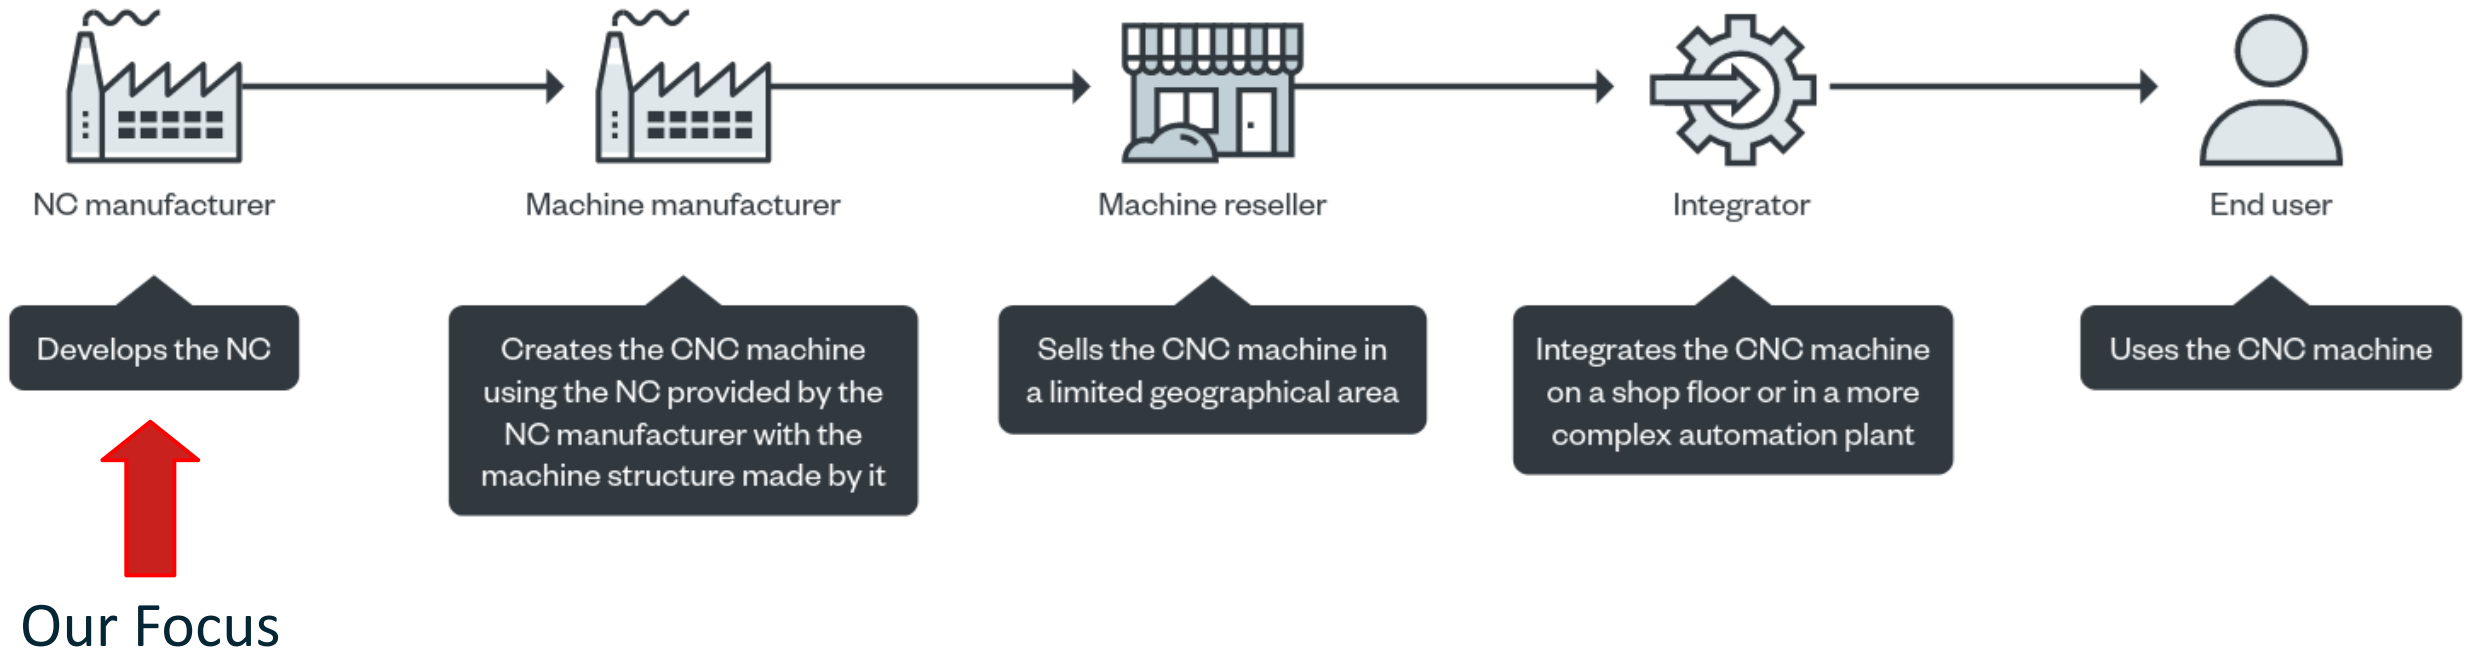 NC manufacturer
Machine manufacturer
Machine reseller
Integrator
End user
Develops the NC
Creates the CNC machine
using the NC provided by the
NC manufacturer with the
machine structure made by it
Sells the CNC machine in
a limited geographical area
Integrates the CNC machine
on a shop floor or in a more
complex automation plant
Uses the CNC machine
Our Focus